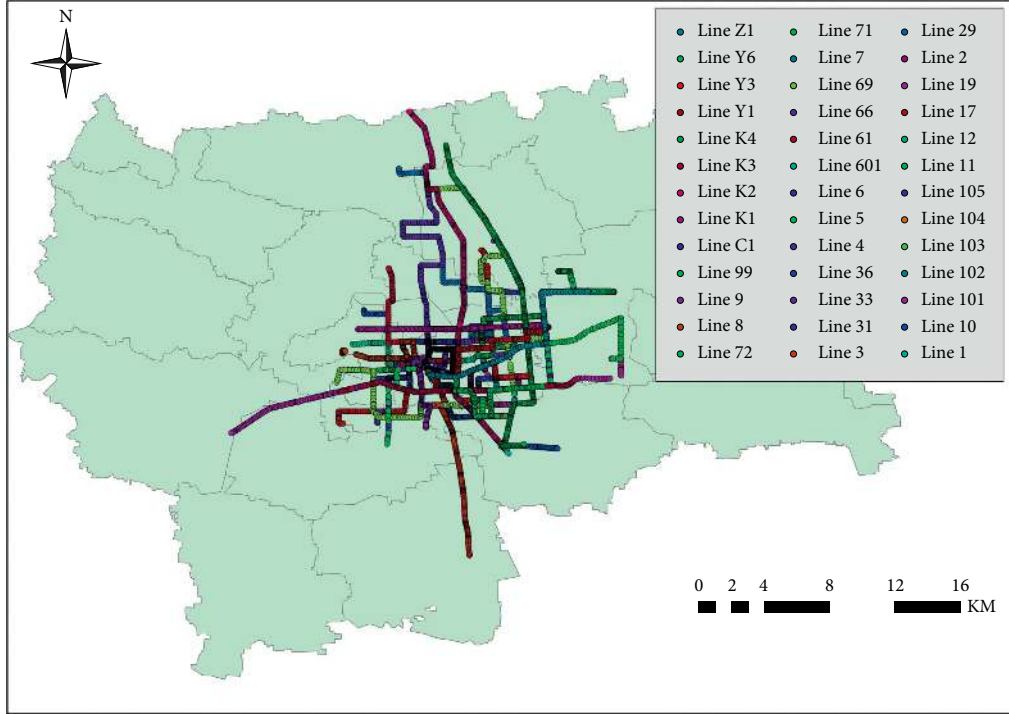 N
Line Z1
Line Y6
Line Y3
Line Y1
Line K4
Line K3
Line K2
Line K1
Line C1
Line 99
Line 9
Line 8
Line 72
Line 71
Line 7
Line 69
Line 66
Line 61
Line 601
Line 6
Line 5
Line 4
Line 36
Line 33
Line 31
Line 3
Line 29
Line 2
Line 19
Line 17
Line 12
Line 11
Line 105
Line 104
Line 103
Line 102
Line 101
Line 10
Line 1
0 2 4 8 12 16
KM